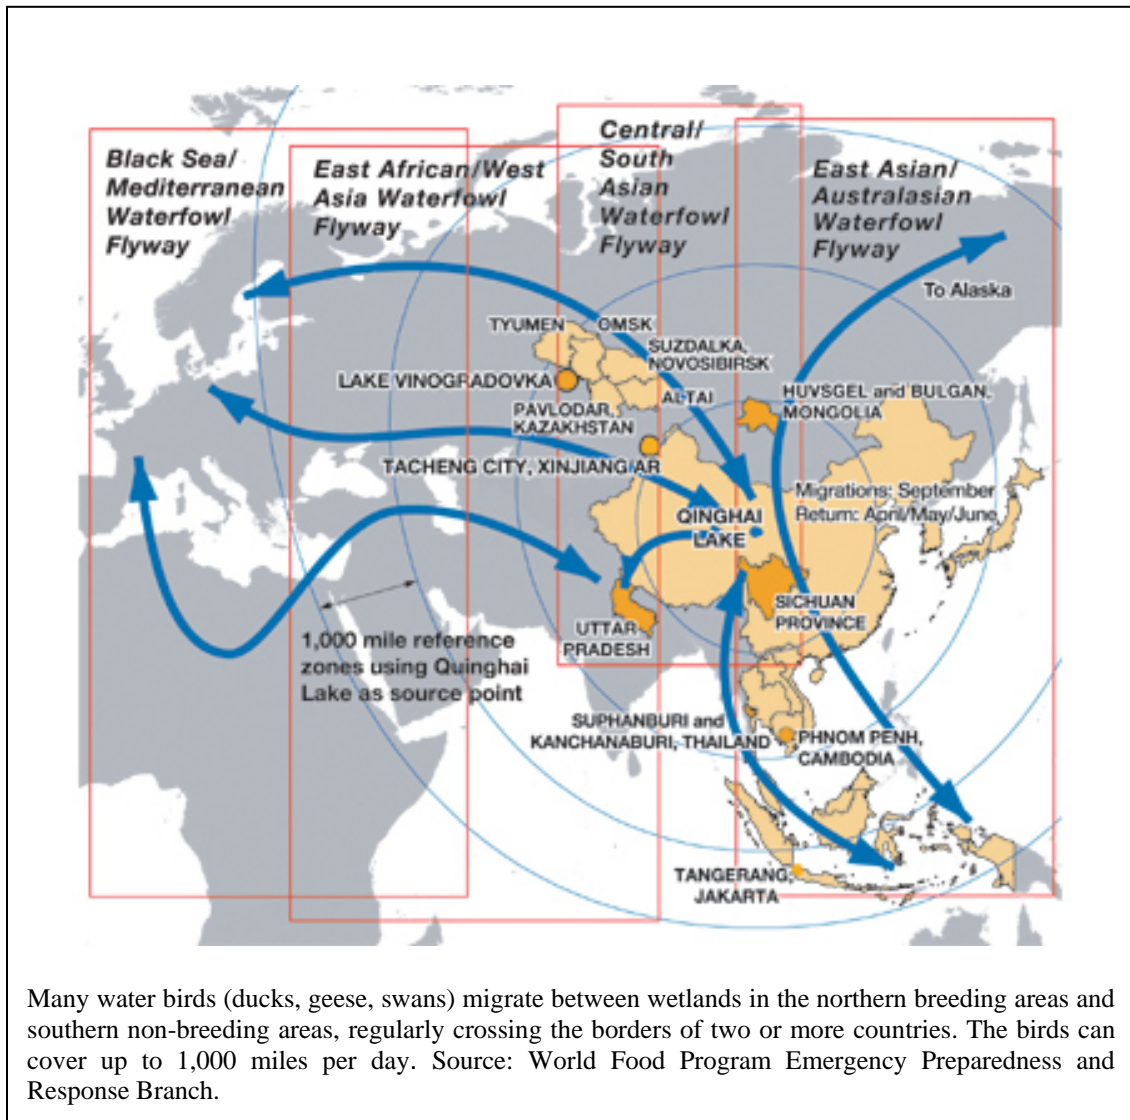 Black Sea/
Mediterranean
Waterfowl
Flyway
East African/West
Asia Waterfowl
Flyway
Central/
South
Asian
Waterfowl
Flyway
East Asian/
Australasian
Waterfowl
Flyway
To Alaska
TYUMEN
OMSK
SUZDALKA,
NOVOSIBIRSK
LAKE VINOGRADOVKA
ALTAI
PAVLODAR,
KAZAKHSTAN
HUVSGEL and BULGAN,
MONGOLIA
TACHENG CITY, XINJIANG AR
Migrations: September
Return: April/May/June
QINGHAI
LAKE
SICHUAN
PROVINCE
UTTAR
PRADESH
1,000 mile reference
zones using Quinghai
Lake as source point
SUPHANBURI and
KANCHANABURI, THAILAND
PHNOM PENH,
CAMBODIA
TANGERANG,
JAKARTA
Many water birds (ducks, geese, swans) migrate between wetlands in the northern breeding areas and
southern non-breeding areas, regularly crossing the borders of two or more countries. The birds can
cover up to 1,000 miles per day. Source: World Food Program Emergency Preparedness and
Response Branch.